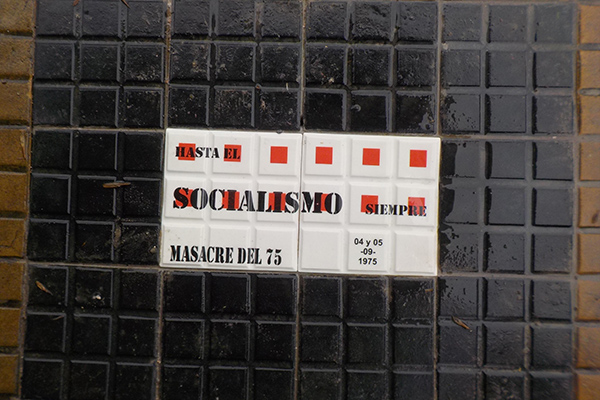 HASTA EL
SOCIALISMO
SIEMPRE
MASACRE DEL 75
04 y 05
-09-
1975